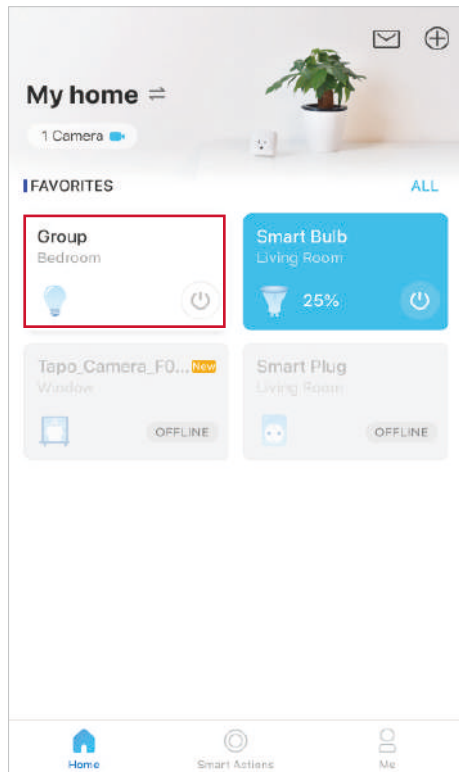 My home
1 Camera
FAVORITES
ALL
Group
Bedroom
Smart Bulb
Living Room
25%
Tapo_Camera_F0... New
Window
OFFLINE
Smart Plug
Living Room
OFFLINE
Home
Smart Actions
Me